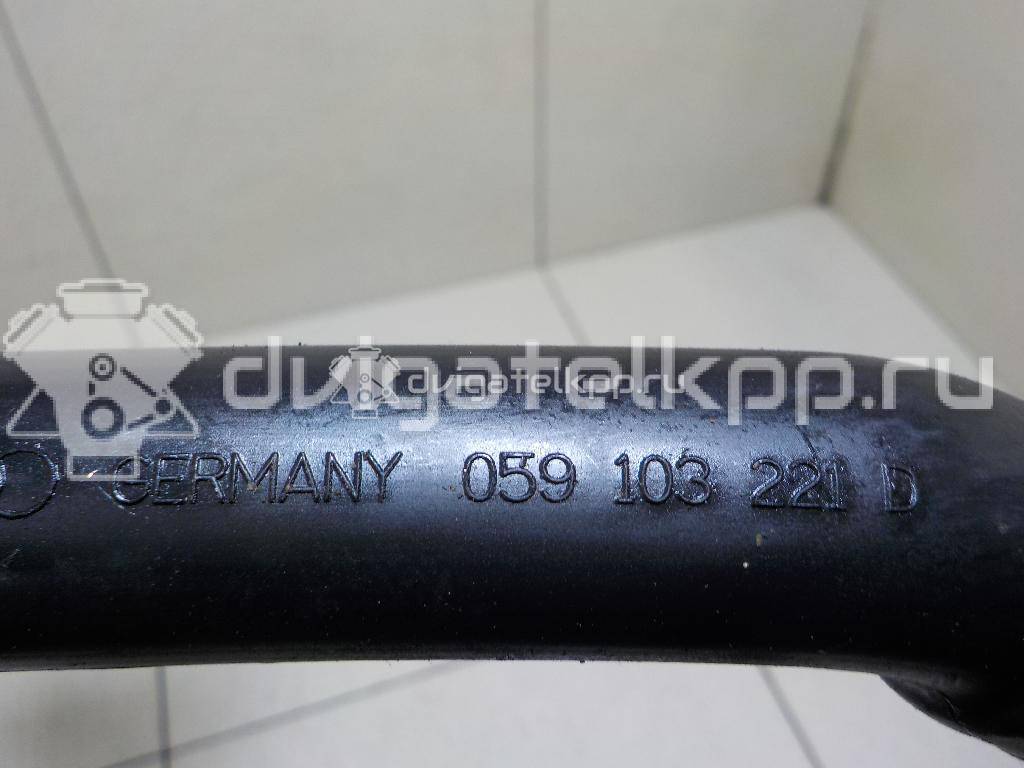 dvigatelkpp.ru
dvigatelkpp.ru
GERMANY 059 103 221 D